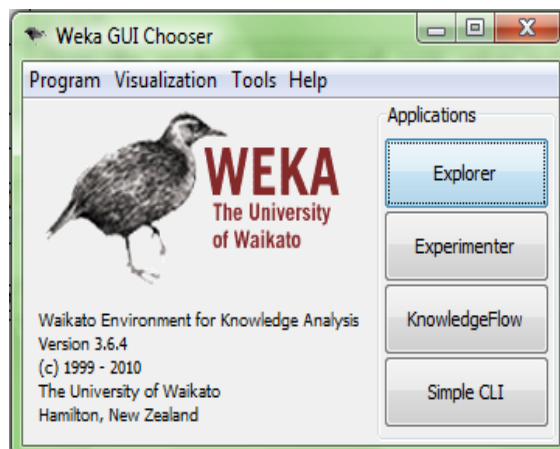 Weka GUI Chooser
Program Visualization Tools Help
WEKA
The University
of Waikato
Waikato Environment for Knowledge Analysis
Version 3.6.4
(c) 1999 - 2010
The University of Waikato
Hamilton, New Zealand
Applications
Explorer
Experimenter
KnowledgeFlow
Simple CLI